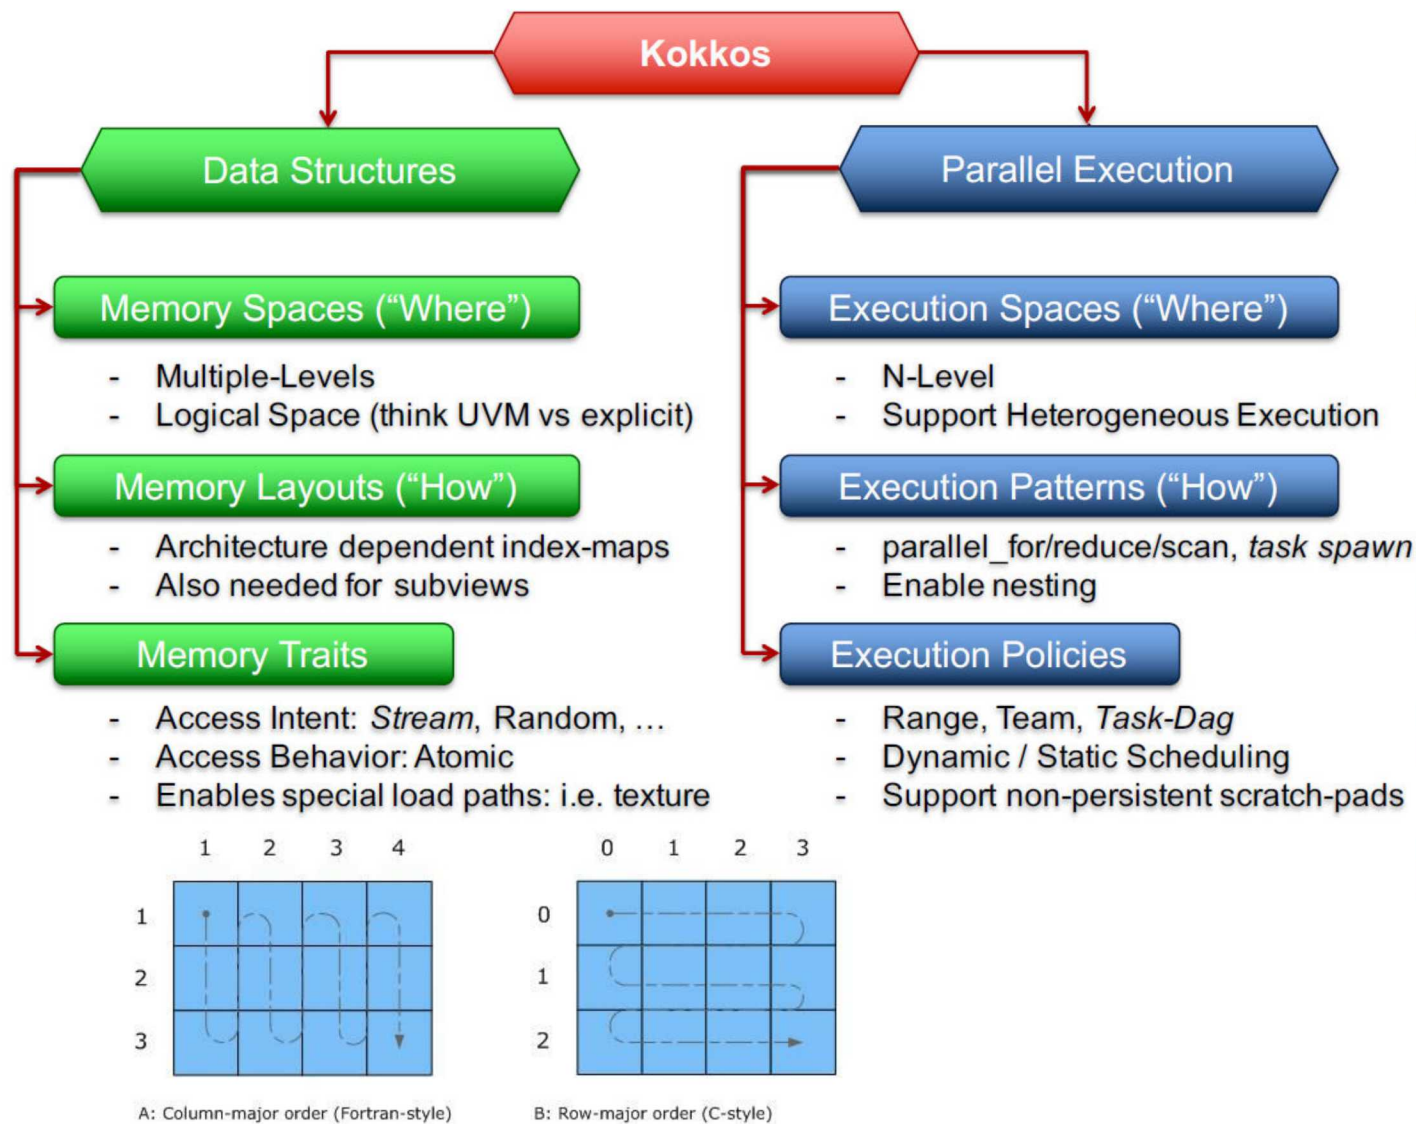 Kokkos
Data Structures
Memory Spaces (“Where”)
- Multiple-Levels
- Logical Space (think UVM vs explicit)
Memory Layouts (“How”)
- Architecture dependent index-maps
- Also needed for subviews
Memory Traits
- Access Intent: Stream, Random, …
- Access Behavior: Atomic
- Enables special load paths: i.e. texture
Parallel Execution
Execution Spaces (“Where”)
- N-Level
- Support Heterogeneous Execution
Execution Patterns (“How”)
- parallel_for/reduce/scan, task spawn
- Enable nesting
Execution Policies
- Range, Team, Task-Dag
- Dynamic / Static Scheduling
- Support non-persistent scratch-pads
1 2 3 4
1
2
3
A: Column-major order (Fortran-style)
0 1 2 3
0
1
2
B: Row-major order (C-style)